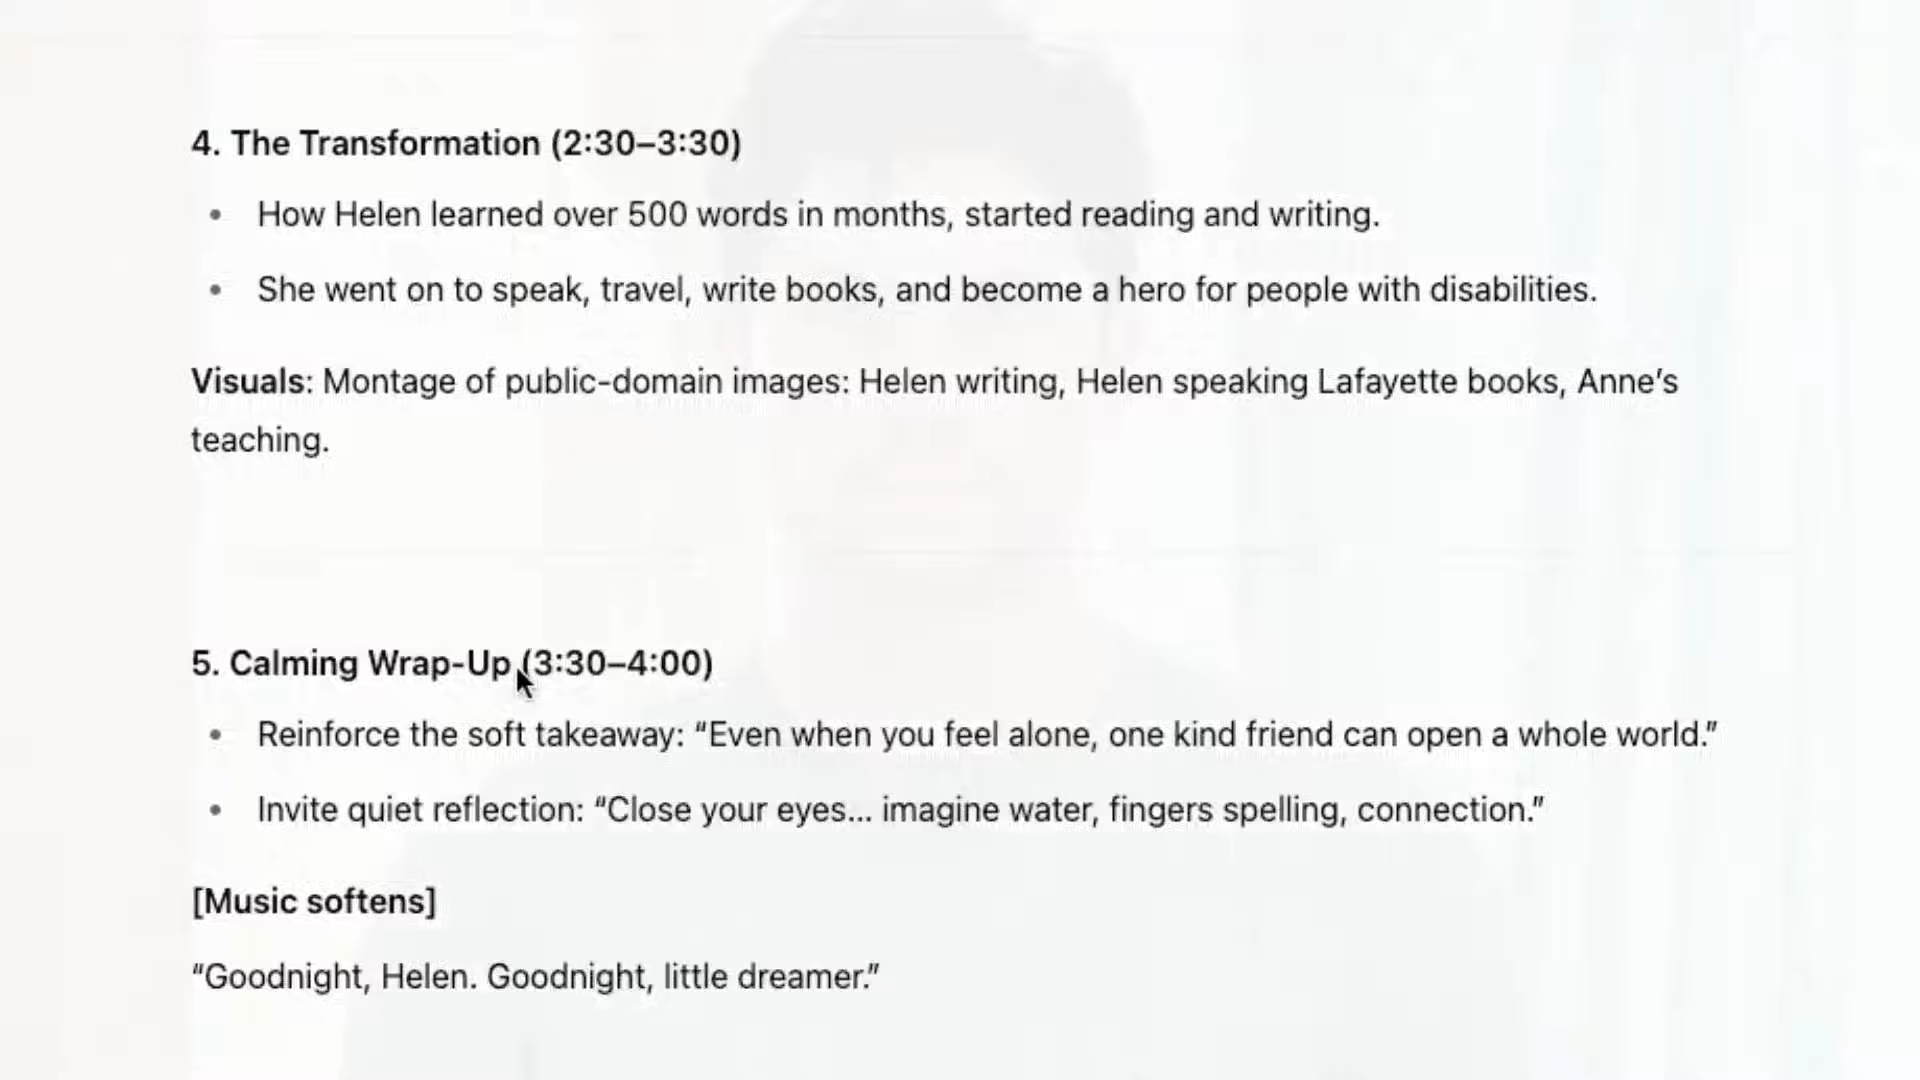 4. The Transformation (2:30–3:30)
• How Helen learned over 500 words in months, started reading and writing.
• She went on to speak, travel, write books, and become a hero for people with disabilities.
Visuals: Montage of public-domain images: Helen writing, Helen speaking Lafayette books, Anne’s
teaching.
5. Calming Wrap-Up (3:30–4:00)
• Reinforce the soft takeaway: “Even when you feel alone, one kind friend can open a whole world.”
• Invite quiet reflection: “Close your eyes… imagine water, fingers spelling, connection.”
[Music softens]
“Goodnight, Helen. Goodnight, little dreamer.”